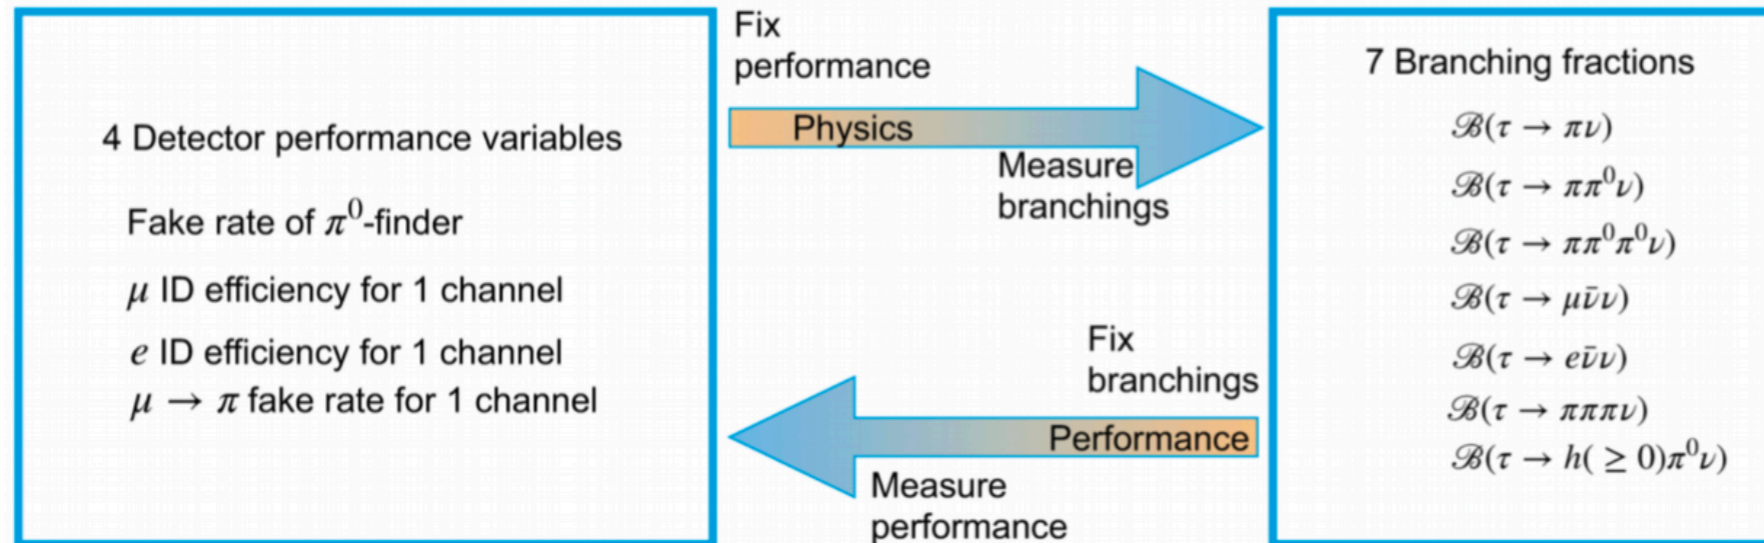 4 Detector performance variables
Fake rate of π⁰-finder
μ ID efficiency for 1 channel
e ID efficiency for 1 channel
μ → π fake rate for 1 channel
Fix
performance
Physics
Measure
branchings
Fix
branchings
Performance
Measure
performance
7 Branching fractions
ℬ(τ → πν)
ℬ(τ → ππ⁰ν)
ℬ(τ → ππ⁰π⁰ν)
ℬ(τ → μν̄ν)
ℬ(τ → eν̄ν)
ℬ(τ → πππν)
ℬ(τ → h( ≥ 0)π⁰ν)